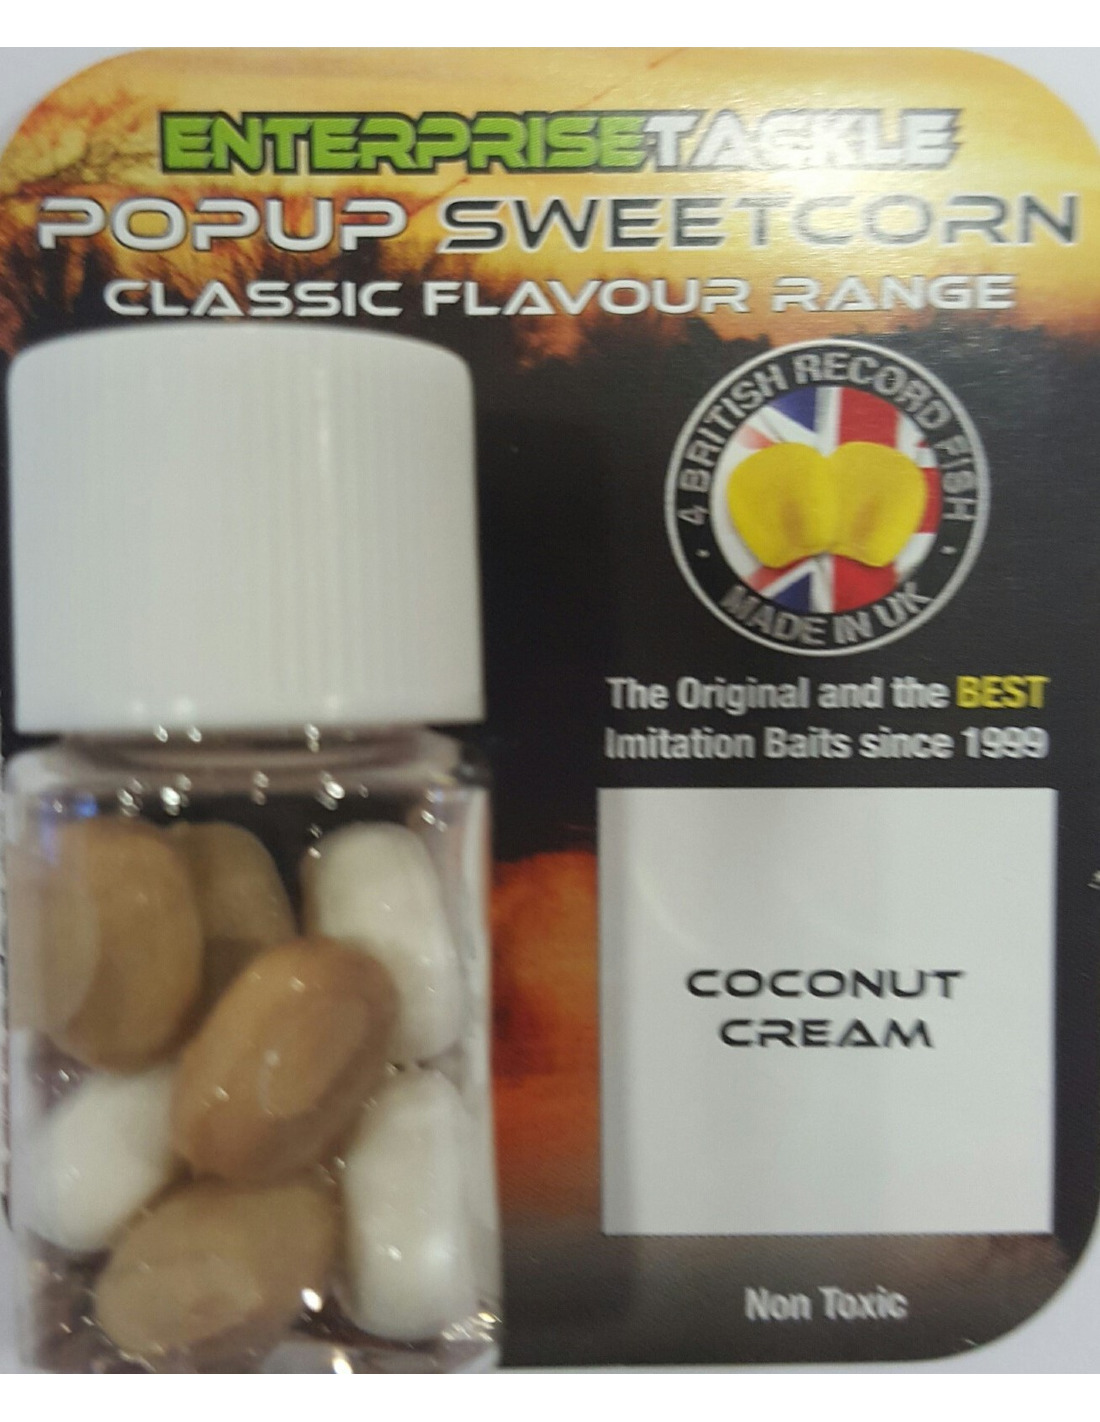 ENTERPRISETACKLE
POPUP SWEETCORN
CLASSIC FLAVOUR RANGE
4 BRITISH RECORD FISH
• MADE IN UK •
The Original and the BEST
Imitation Baits since 1999
COCONUT
CREAM
Non Toxic